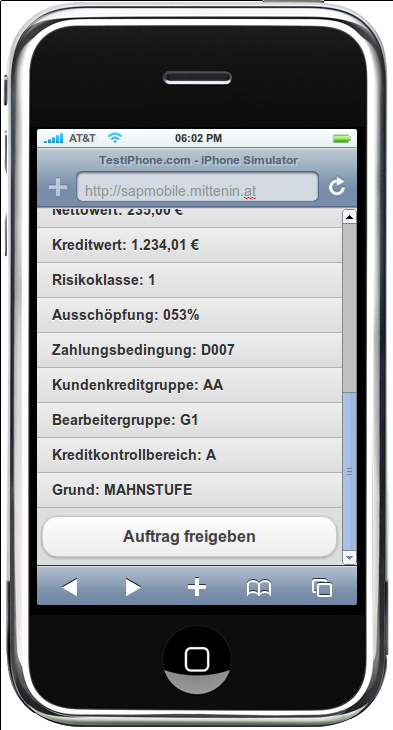 AT&T 06:02 PM
TestiPhone.com - iPhone Simulator
http://sapmobile.mittenin.at
Nettowert: 235,00 €
Kreditwert: 1.234,01 €
Risikoklasse: 1
Ausschöpfung: 053%
Zahlungsbedingung: D007
Kundenkreditgruppe: AA
Bearbeitergruppe: G1
Kreditkontrollbereich: A
Grund: MAHNSTUFE
Auftrag freigeben